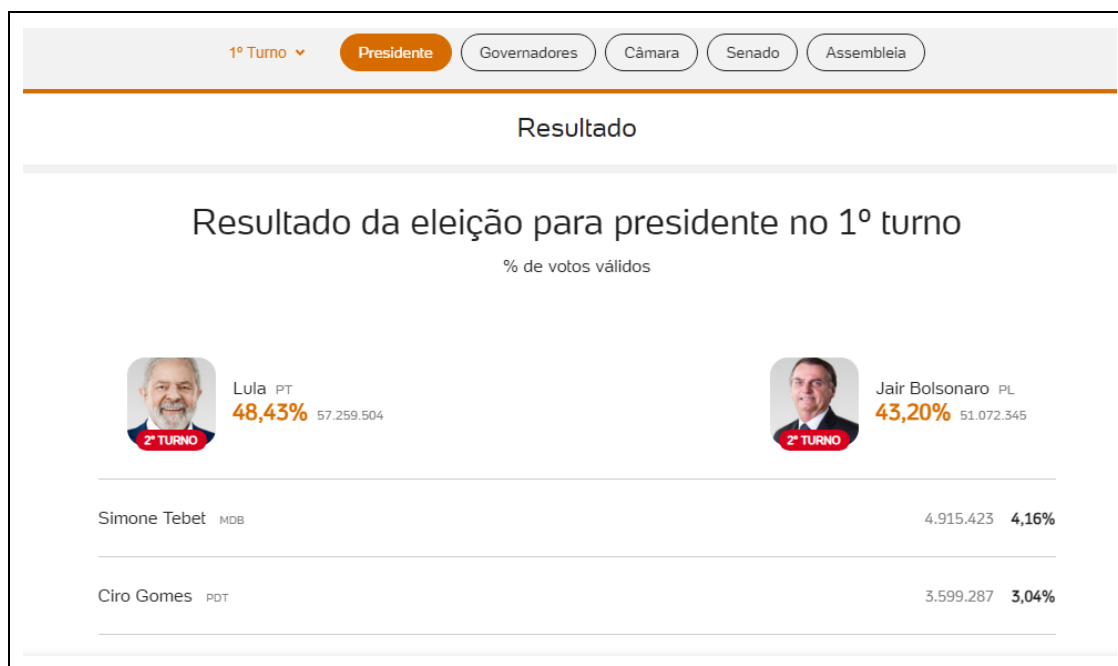 1º Turno Presidente Governadores Câmara Senado Assembleia
Resultado
Resultado da eleição para presidente no 1º turno
% de votos válidos
Lula PT
48,43% 57.259.504
2º TURNO
Jair Bolsonaro PL
43,20% 51.072.345
2º TURNO
Simone Tebet MDB 4.915.423 4,16%
Ciro Gomes PDT 3.599.287 3,04%